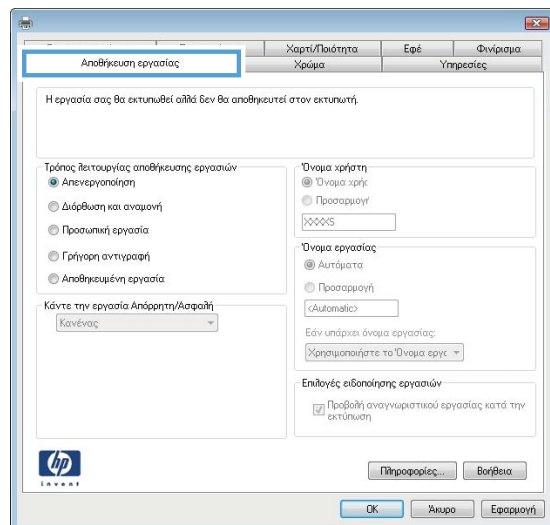 Χαρτί/Ποιότητα Εφέ Φινίρισμα
Αποθήκευση εργασίας Χρώμα Υπηρεσίες
Η εργασία σας θα εκτυπωθεί αλλά δεν θα αποθηκευτεί στον εκτυπωτή.
Τρόπος λειτουργίας αποθήκευσης εργασιών
Απενεργοποίηση
Διόρθωση και αναμονή
Προσωπική εργασία
Γρήγορη αντιγραφή
Αποθηκευμένη εργασία
Κάντε την εργασία Απόρρητη/Ασφαλή
Κανένας
Όνομα χρήστη
Όνομα χρής
Προσαρμογή
Όνομα εργασίας
Αυτόματα
Προσαρμογή
<Automatic>
Εάν υπάρχει όνομα εργασίας:
Χρησιμοποιήστε το Όνομα εργς
Επιλογές ειδοποίησης εργασιών
Προβολή αναγνωριστικού εργασίας κατά την
εκτύπωση
hp
invent
Πληροφορίες... Βοήθεια
OK Άκυρο Εφαρμογή